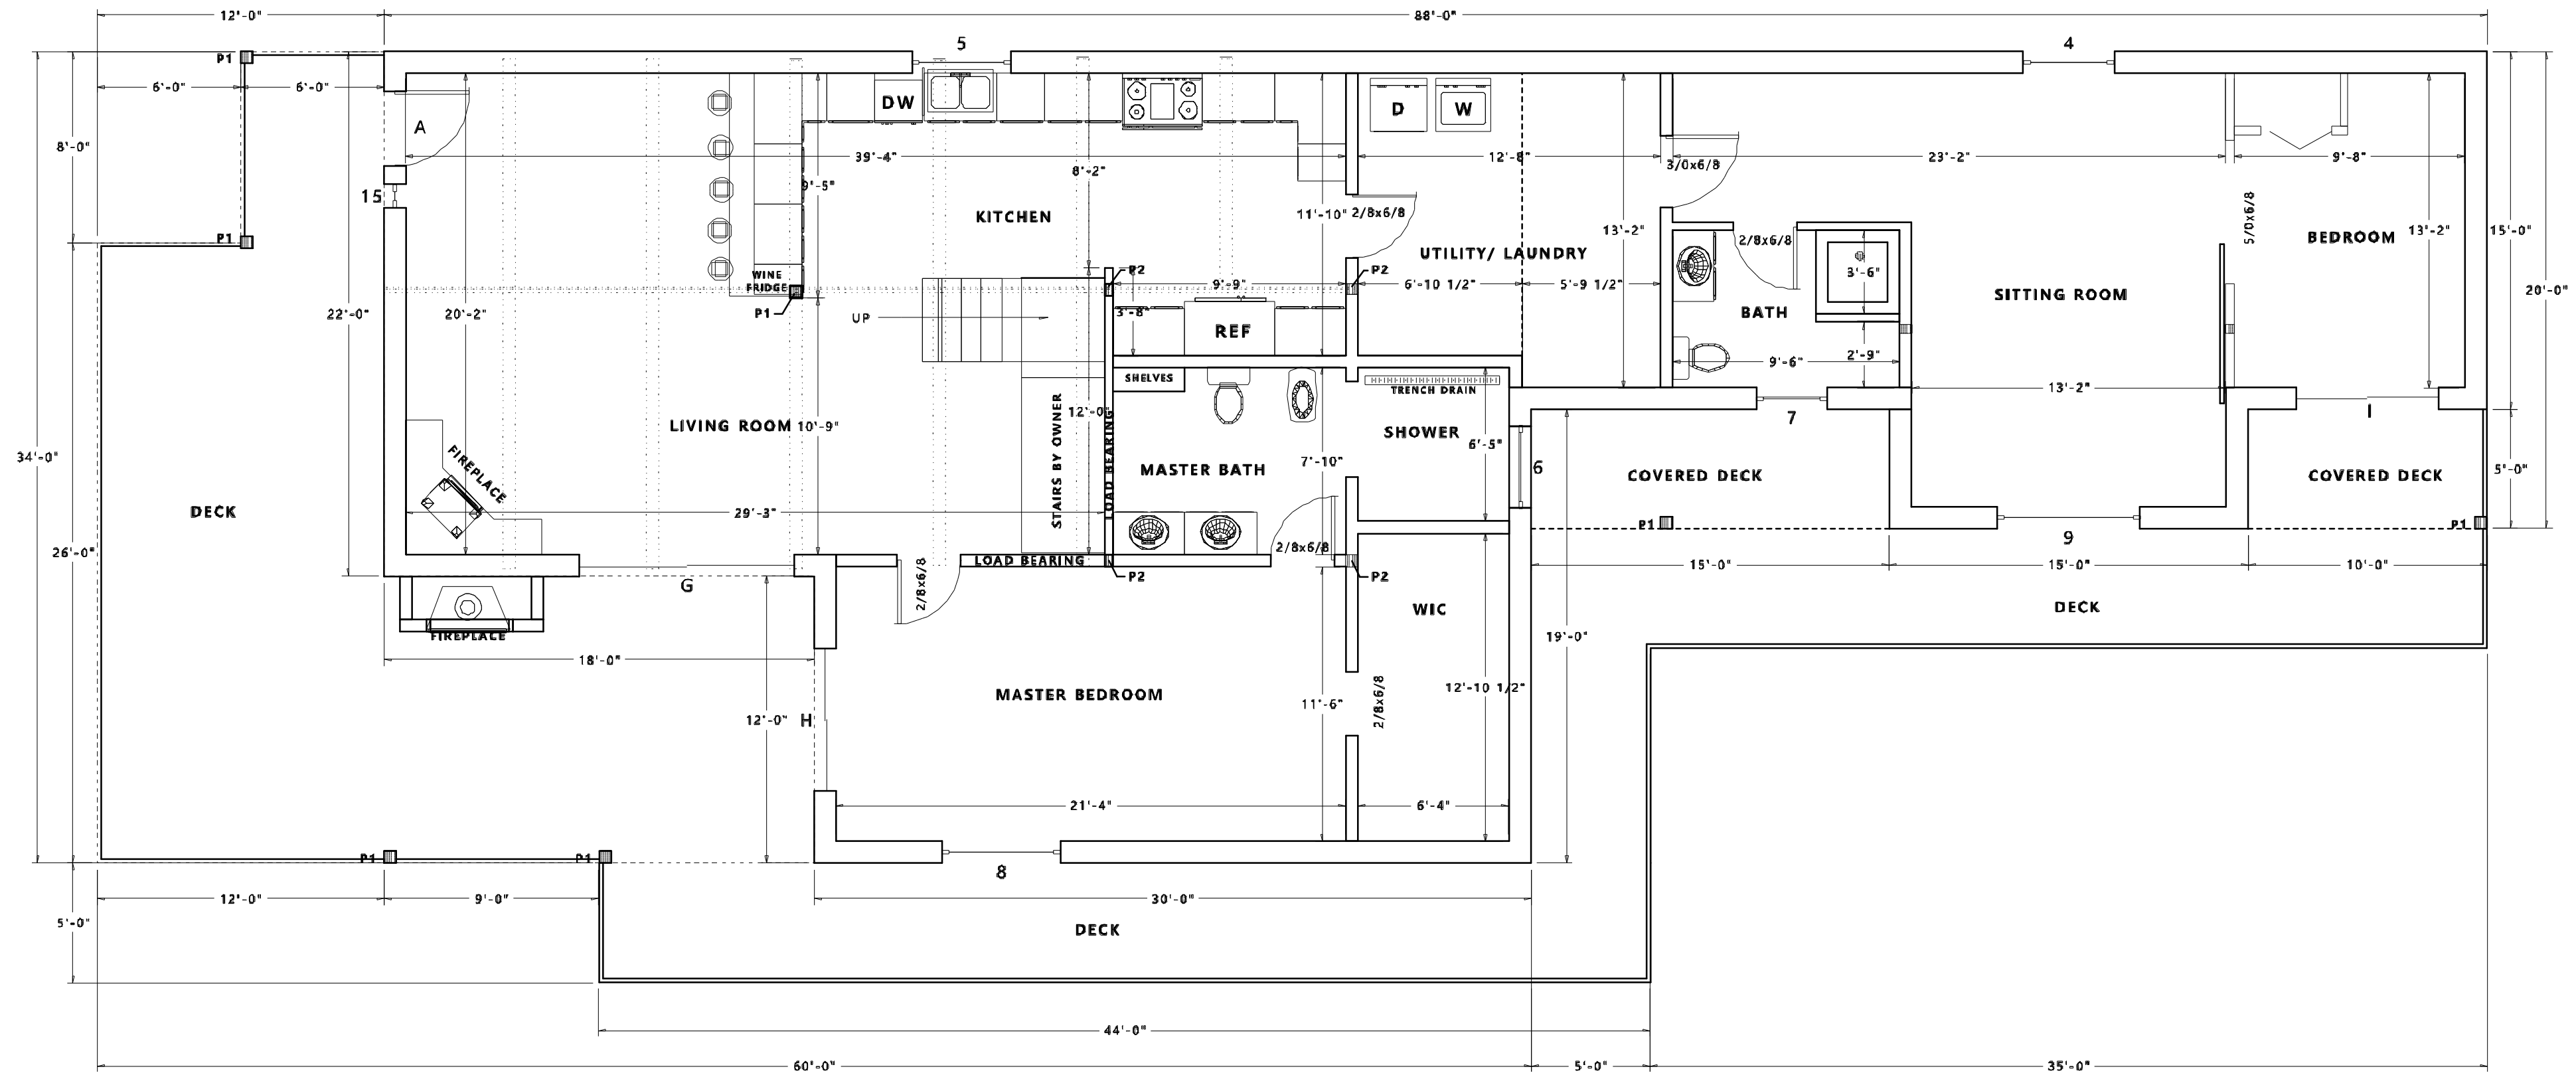 12'-0"
88'-0"
5
4
P1
6'-0"
6'-0"
DW
D
W
A
8'-0"
39'-4"
12'-8"
3/0x6/8
23'-2"
9'-8"
8'-2"
9'-5"
15
KITCHEN
11'-10"
2/8x6/8
5/0x6/8
P1
2/8x6/8
13'-2"
BEDROOM
13'-2"
15'-0"
UTILITY/ LAUNDRY
WINE
FRIDGE
P2
P2
3'-6"
9'-9"
6'-10 1/2"
5'-9 1/2"
SITTING ROOM
20'-0"
22'-0"
20'-2"
P1
UP
3'-8"
REF
BATH
9'-6"
2'-9"
SHELVES
TRENCH DRAIN
13'-2"
12'-0"
7
I
LIVING ROOM
10'-9"
STAIRS BY OWNER
LOAD BEARING
SHOWER
6'-5"
34'-0"
FIREPLACE
MASTER BATH
7'-10"
6
COVERED DECK
COVERED DECK
5'-0"
DECK
29'-3"
P1
P1
9
26'-0"
2/8x6/8
LOAD BEARING
15'-0"
15'-0"
10'-0"
G
2/8x6/8
P2
P2
WIC
DECK
FIREPLACE
19'-0"
18'-0"
MASTER BEDROOM
12'-10 1/2"
12'-0"
H
11'-6"
2/8x6/8
21'-4"
6'-4"
P1
P1
8
12'-0"
9'-0"
30'-0"
5'-0"
DECK
44'-0"
60'-0"
5'-0"
35'-0"